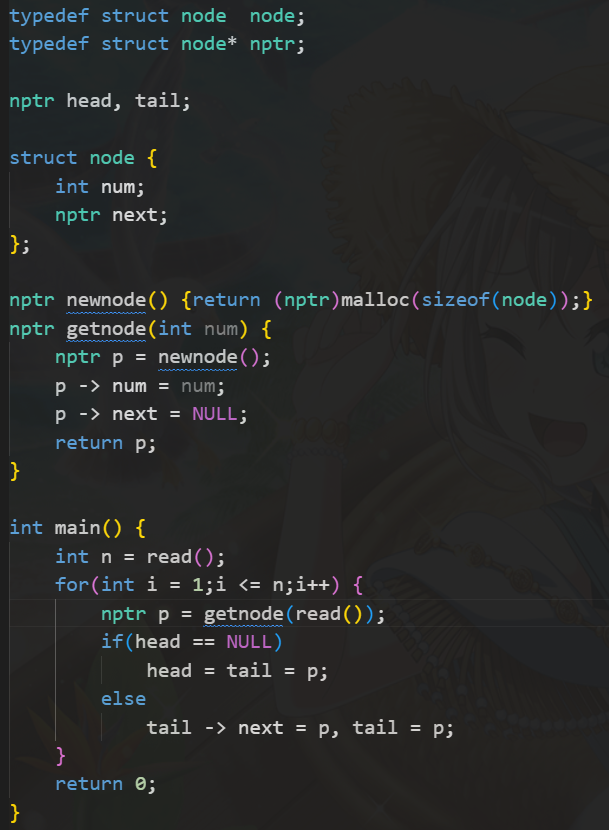 typedef struct node  node;
typedef struct node* nptr;

nptr head, tail;

struct node {
    int num;
    nptr next;
};

nptr newnode() {return (nptr)malloc(sizeof(node));}
nptr getnode(int num) {
    nptr p = newnode();
    p -> num = num;
    p -> next = NULL;
    return p;
}

int main() {
    int n = read();
    for(int i = 1;i <= n;i++) {
        nptr p = getnode(read());
        if(head == NULL)
            head = tail = p;
        else
            tail -> next = p, tail = p;
    }
    return 0;
}